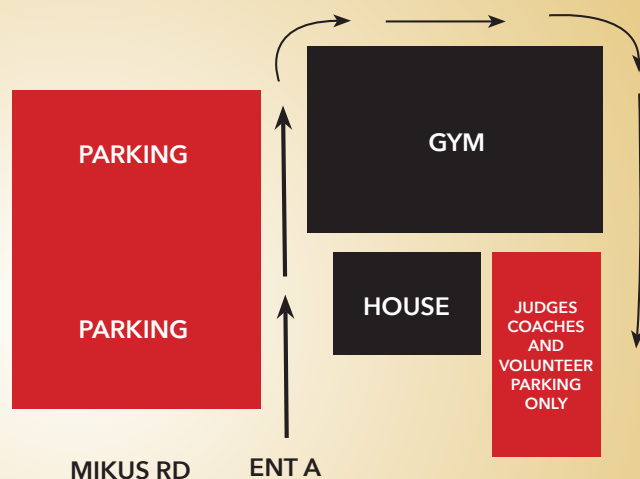 PARKING
GYM
PARKING
HOUSE
JUDGES
COACHES
AND
VOLUNTEER
PARKING
ONLY
MIKUS RD
ENT A